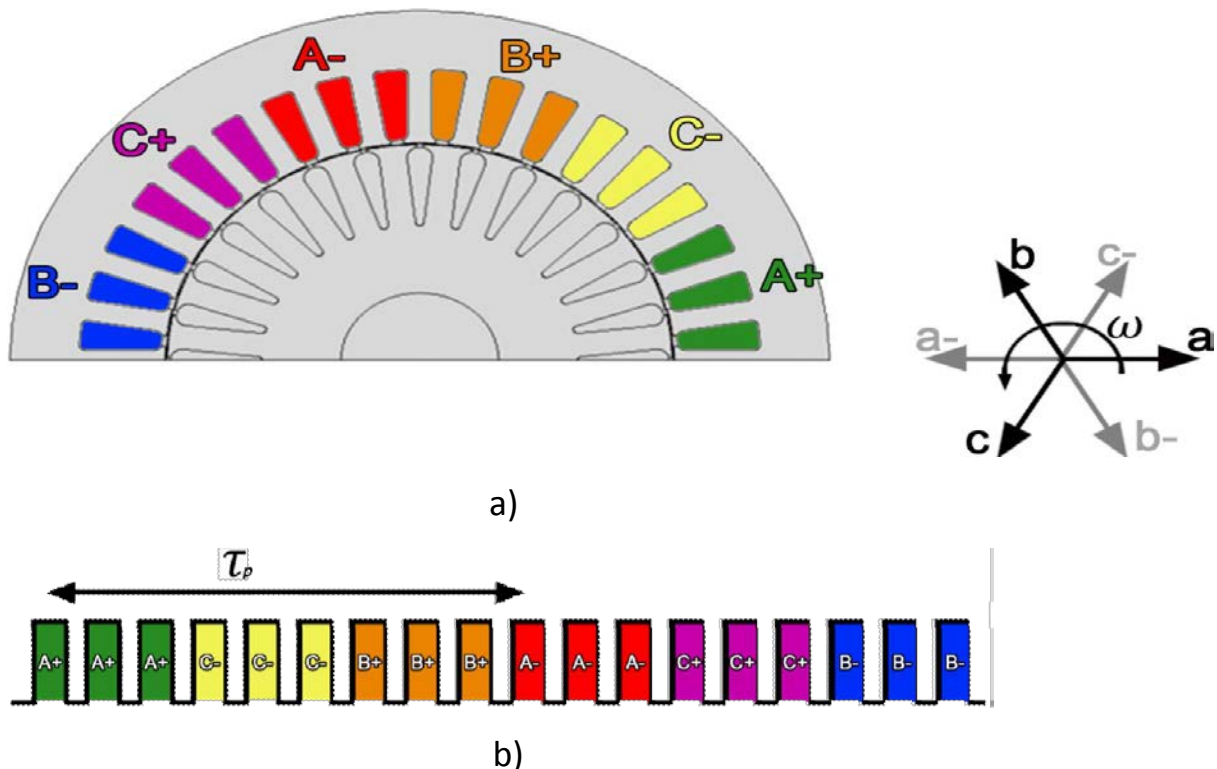 A- B+
C+ C-
B- A+
b c-
ω
a- a
c b-
a)
τp
A+ A+ A+ C- C- C- B+ B+ B+ A- A- A- C+ C+ C+ B- B- B-
b)